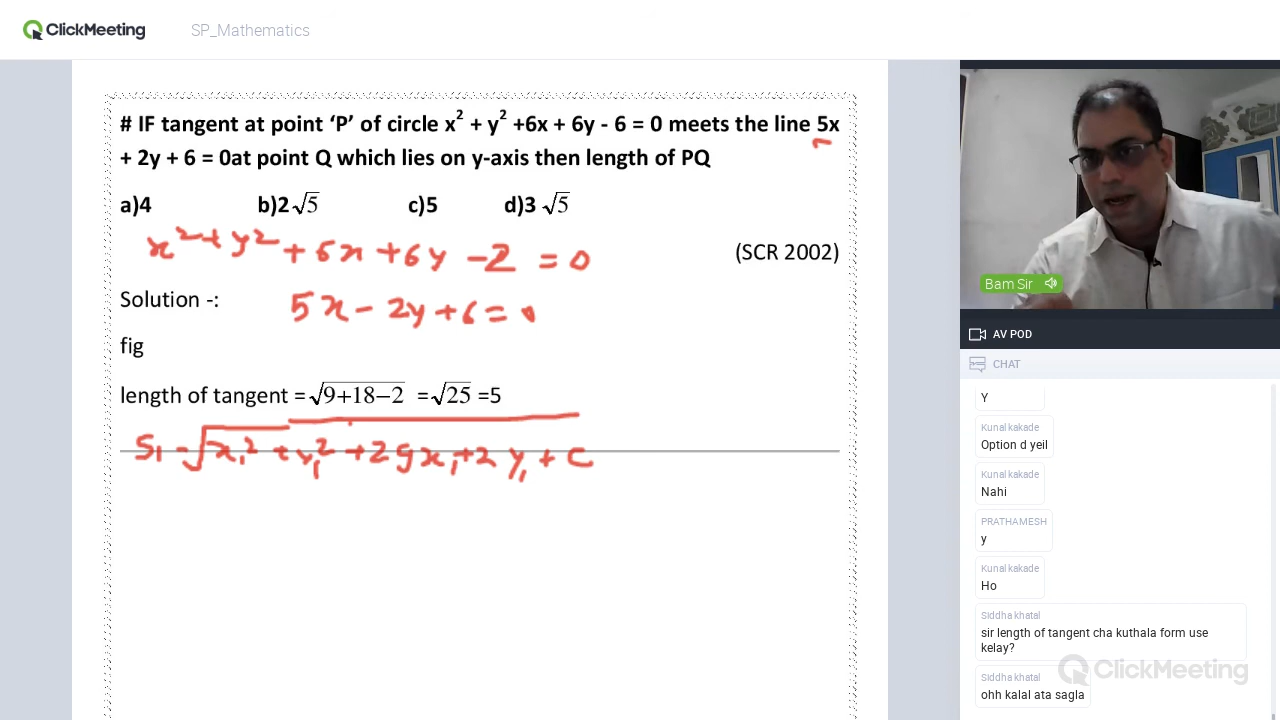 ClickMeeting
SP_Mathematics
# IF tangent at point ‘P’ of circle x² + y² +6x + 6y - 6 = 0 meets the line 5x
+ 2y + 6 = 0at point Q which lies on y-axis then length of PQ
a)4 b)2√5 c)5 d)3 √5
x² + y² + 6x + 6y - 2 = 0
(SCR 2002)
Solution -:
5x - 2y + 6 = 0
fig
length of tangent = √9+18−2 = √25 =5
S₁ = √x₁² + y₁² + 2gx₁ + 2y₁ + c
Bam Sir
AV POD
CHAT
Y
Kunal kakade
Option d yeil
Kunal kakade
Nahi
PRATHAMESH
y
Kunal kakade
Ho
Siddha khatal
sir length of tangent cha kuthala form use
kelay?
Siddha khatal
ohh kalal ata sagla
ClickMeeting